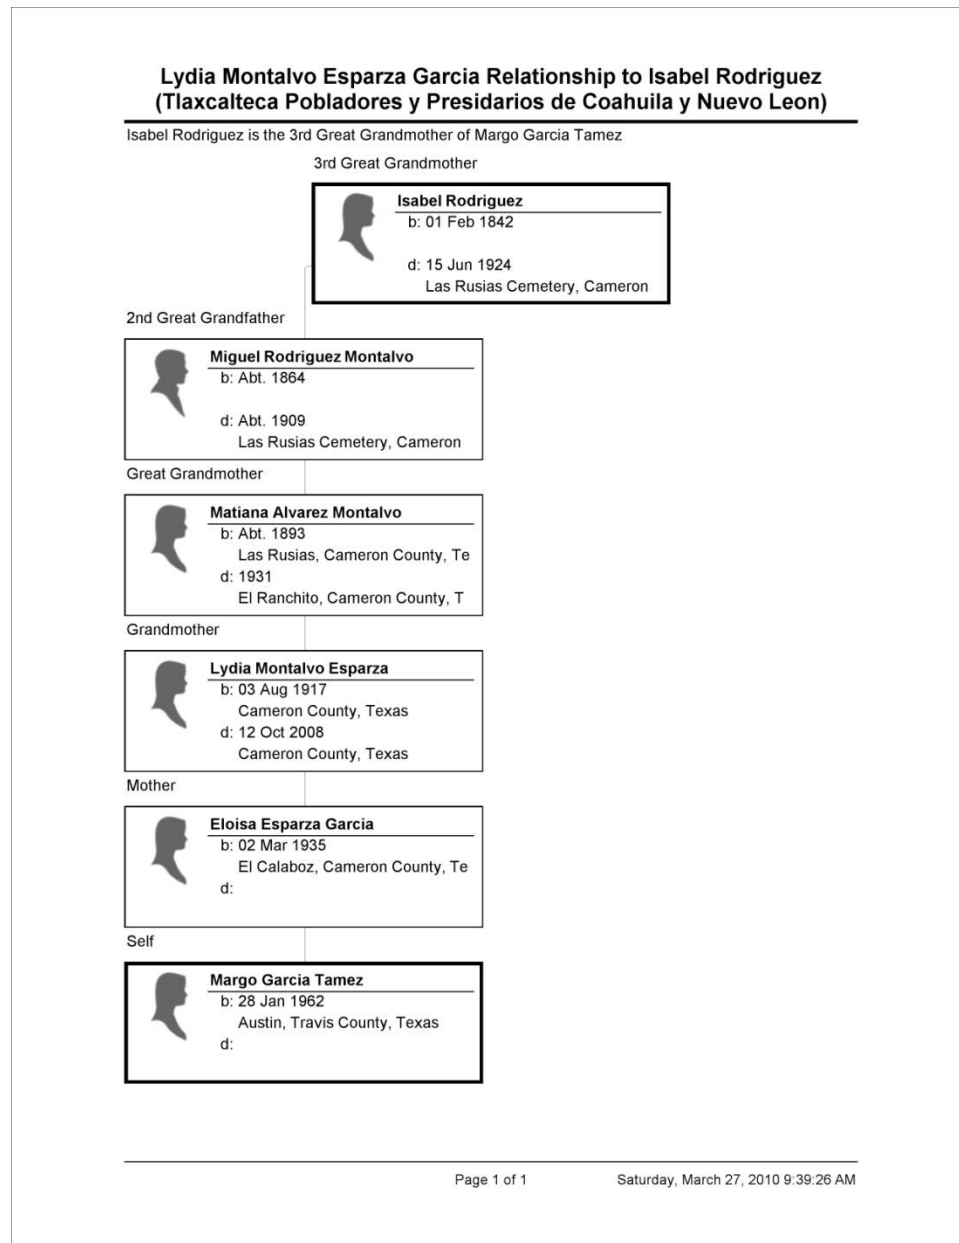 Lydia Montalvo Esparza Garcia Relationship to Isabel Rodriguez
(Tlaxcalteca Pobladores y Presidarios de Coahuila y Nuevo Leon)
Isabel Rodriguez is the 3rd Great Grandmother of Margo Garcia Tamez
3rd Great Grandmother
Isabel Rodriguez
b: 01 Feb 1842
d: 15 Jun 1924
Las Rusias Cemetery, Cameron
2nd Great Grandfather
Miguel Rodriguez Montalvo
b: Abt. 1864
d: Abt. 1909
Las Rusias Cemetery, Cameron
Great Grandmother
Matiana Alvarez Montalvo
b: Abt. 1893
Las Rusias, Cameron County, Te
d: 1931
El Ranchito, Cameron County, T
Grandmother
Lydia Montalvo Esparza
b: 03 Aug 1917
Cameron County, Texas
d: 12 Oct 2008
Cameron County, Texas
Mother
Eloisa Esparza Garcia
b: 02 Mar 1935
El Calaboz, Cameron County, Te
d:
Self
Margo Garcia Tamez
b: 28 Jan 1962
Austin, Travis County, Texas
d:
Page 1 of 1 Saturday, March 27, 2010 9:39:26 AM